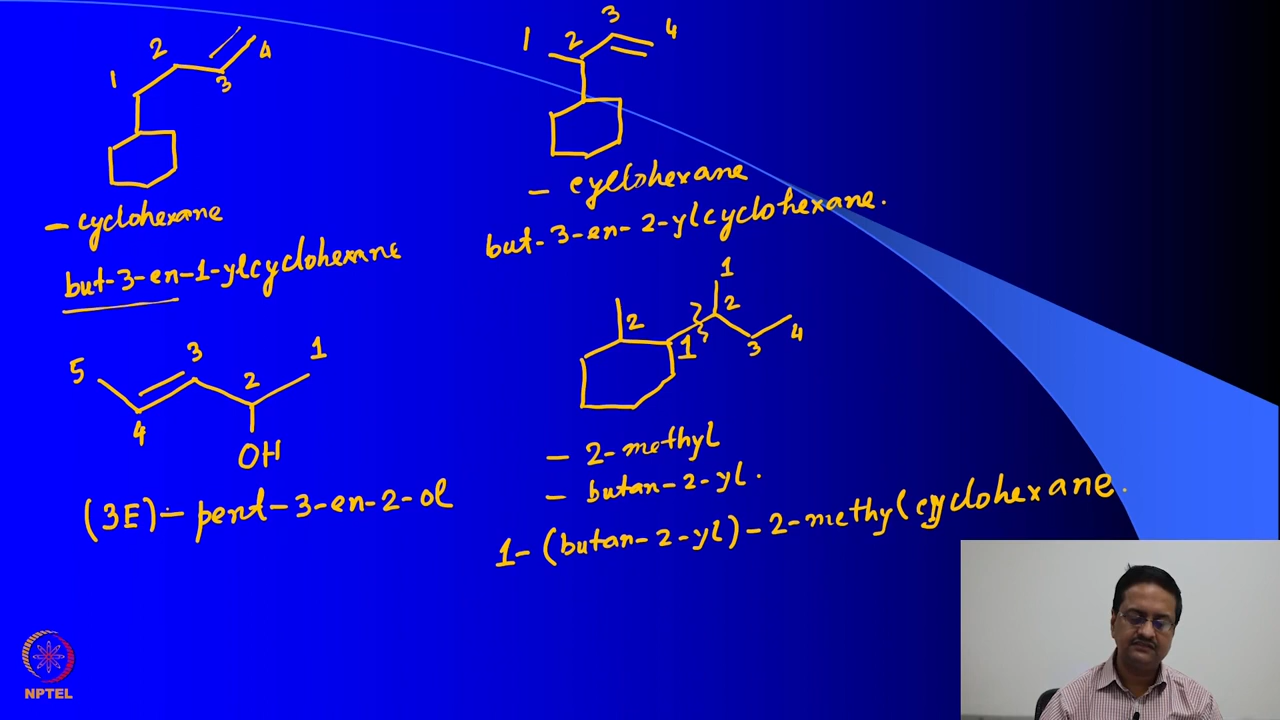 1 2 3 4
- cyclohexane
but-3-en-1-ylcyclohexane
1 2 3 4
- cyclohexane
but-3-en-2-ylcyclohexane.
5 4 3 2 1
OH
(3E)-pent-3-en-2-ol
2 1 1 2 3 4
- 2-methyl
- butan-2-yl.
1-(butan-2-yl)-2-methylcyclohexane.
NPTEL